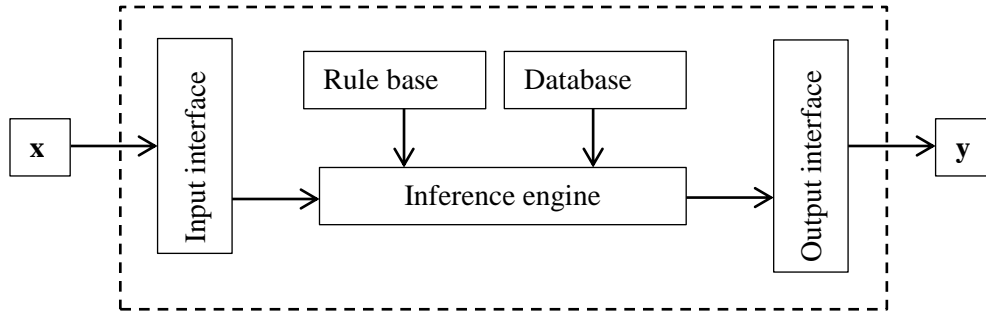 x
Input interface
Rule base
Database
Inference engine
Output interface
y